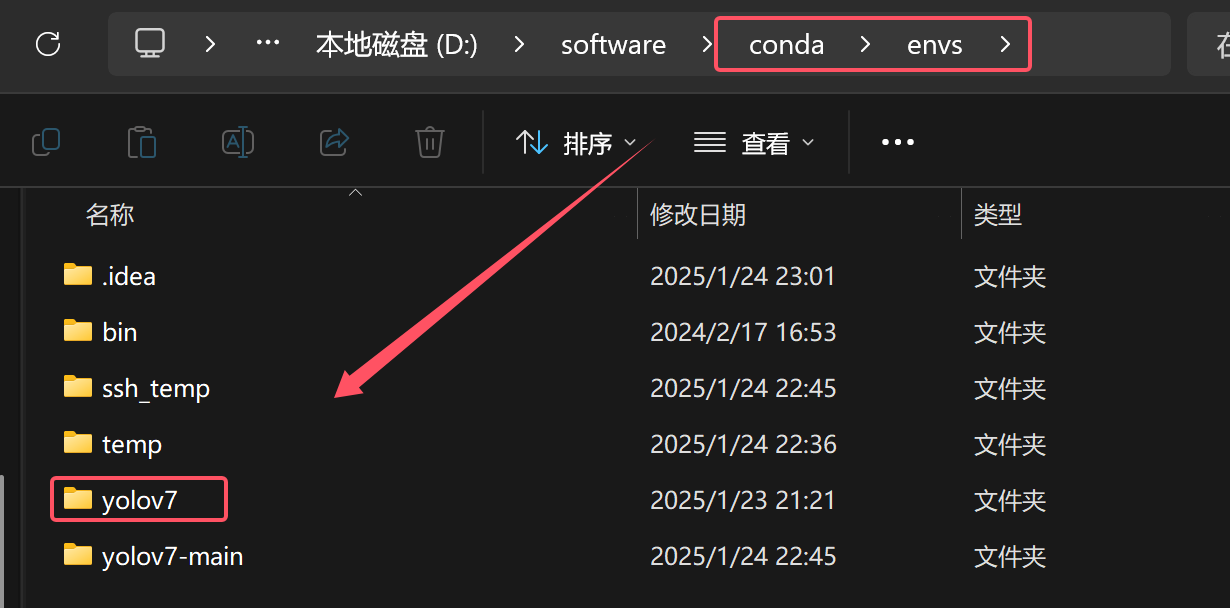 本地磁盘 (D:) software conda envs 在
排序 查看
名称 修改日期 类型
.idea 2025/1/24 23:01 文件夹
bin 2024/2/17 16:53 文件夹
ssh_temp 2025/1/24 22:45 文件夹
temp 2025/1/24 22:36 文件夹
yolov7 2025/1/23 21:21 文件夹
yolov7-main 2025/1/24 22:45 文件夹